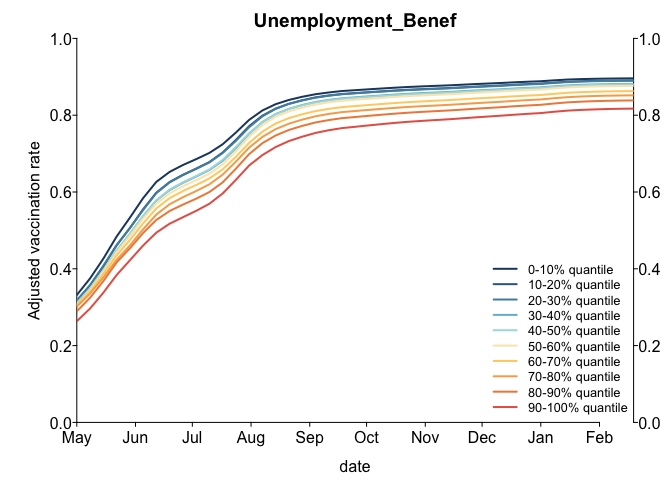 Unemployment_Benef
1.0 1.0
0.8 0.8
0.6 0.6
0.4 0.4
0.2 0.2
0.0 0.0
Adjusted vaccination rate
0-10% quantile
10-20% quantile
20-30% quantile
30-40% quantile
40-50% quantile
50-60% quantile
60-70% quantile
70-80% quantile
80-90% quantile
90-100% quantile
May Jun Jul Aug Sep Oct Nov Dec Jan Feb
date